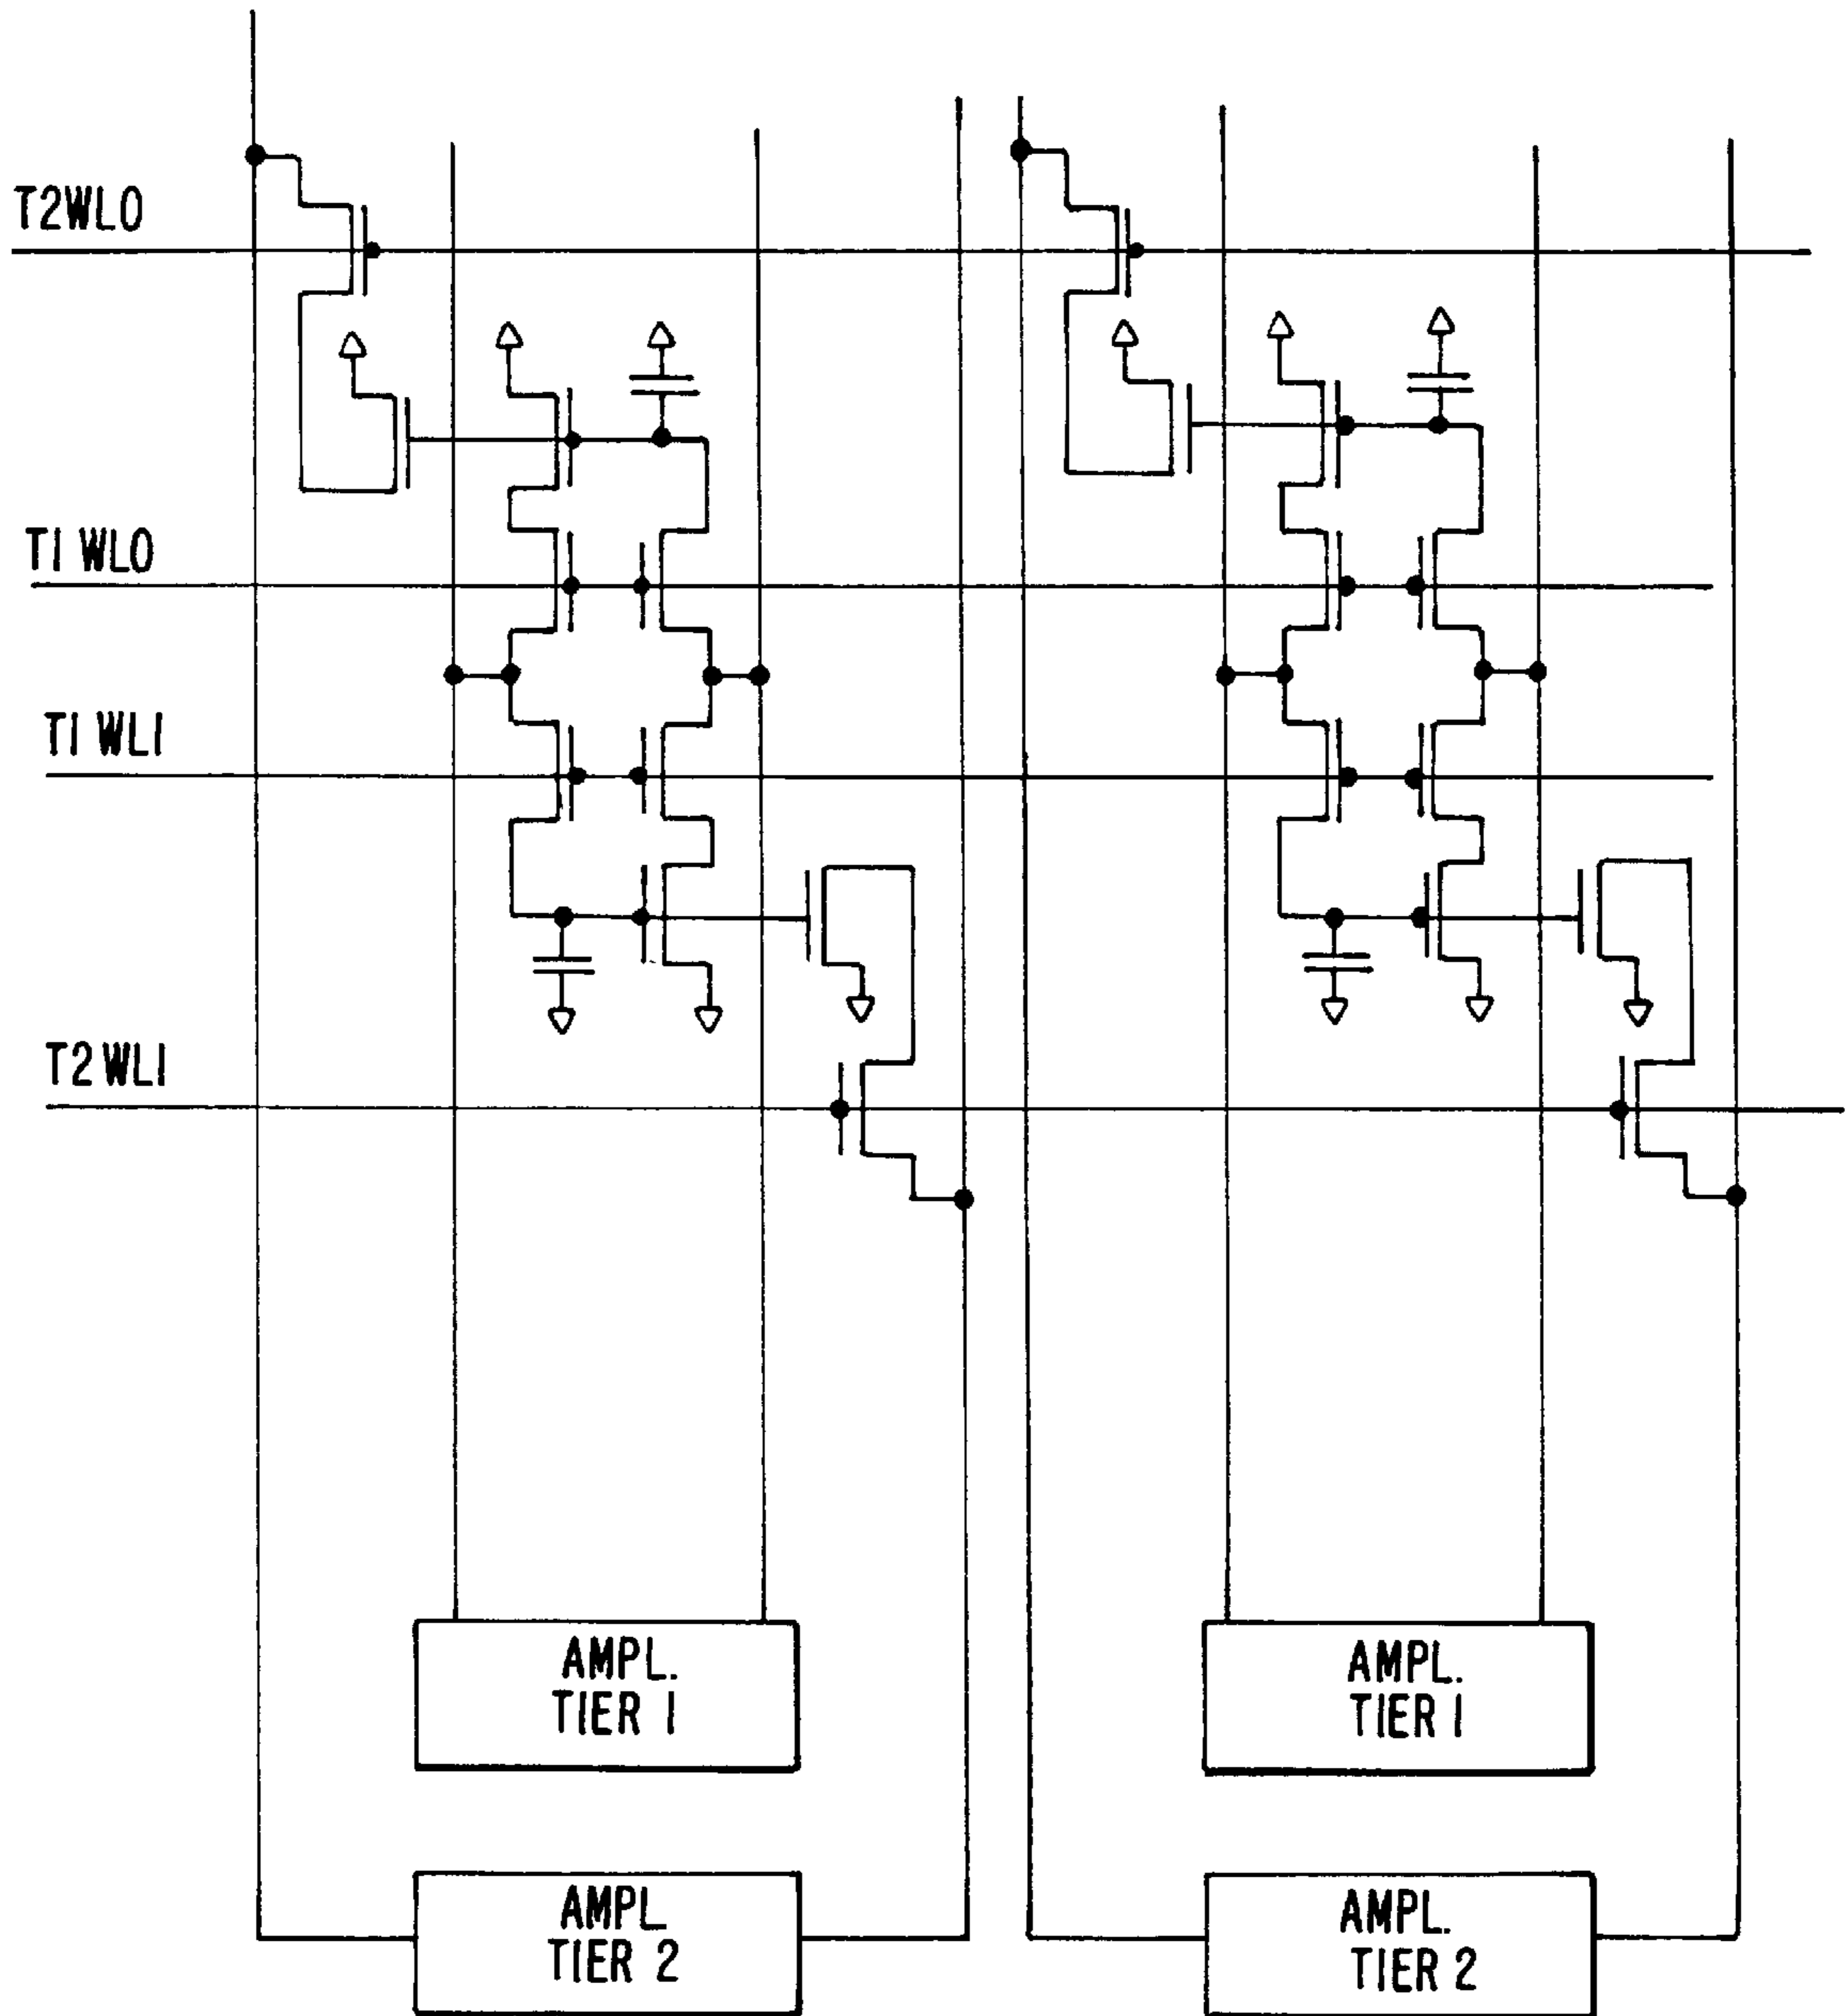 T2WL0
T1 WL0
T1 WL1
T2 WL1
AMPL.
TIER 1
AMPL.
TIER 1
AMPL
TIER 2
AMPL.
TIER 2